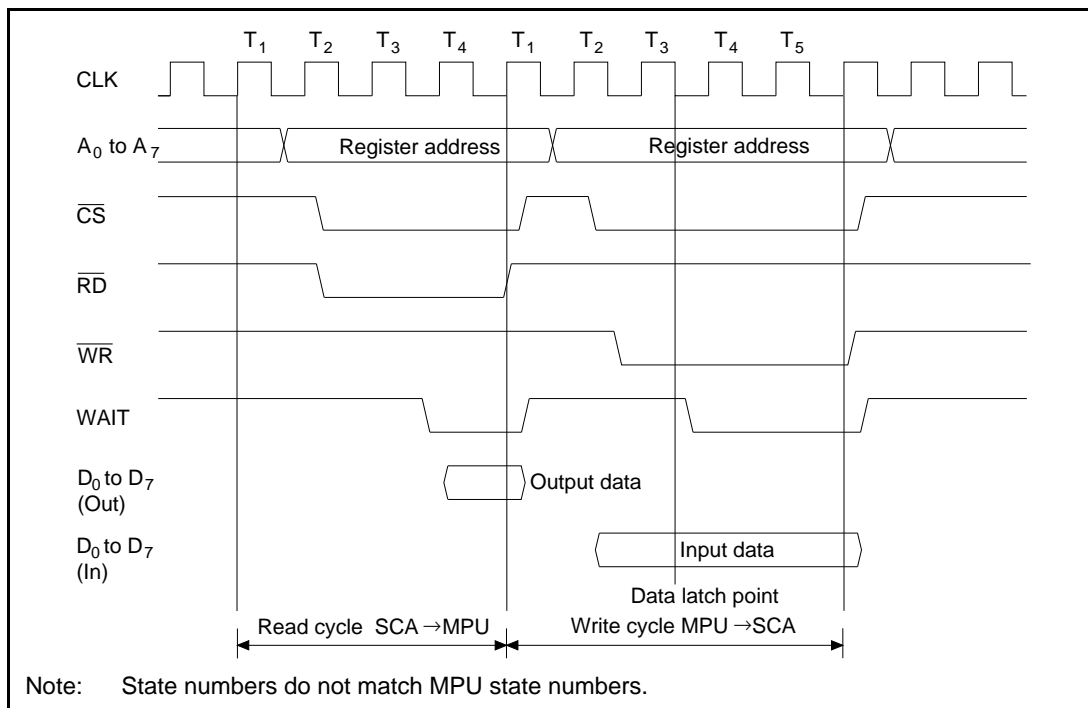 T1 T2 T3 T4 T1 T2 T3 T4 T5
CLK
A0 to A7 Register address Register address
CS
RD
WR
WAIT
D0 to D7 Output data
(Out)
D0 to D7 Input data
(In)
Data latch point
Read cycle SCA→MPU Write cycle MPU→SCA
Note: State numbers do not match MPU state numbers.